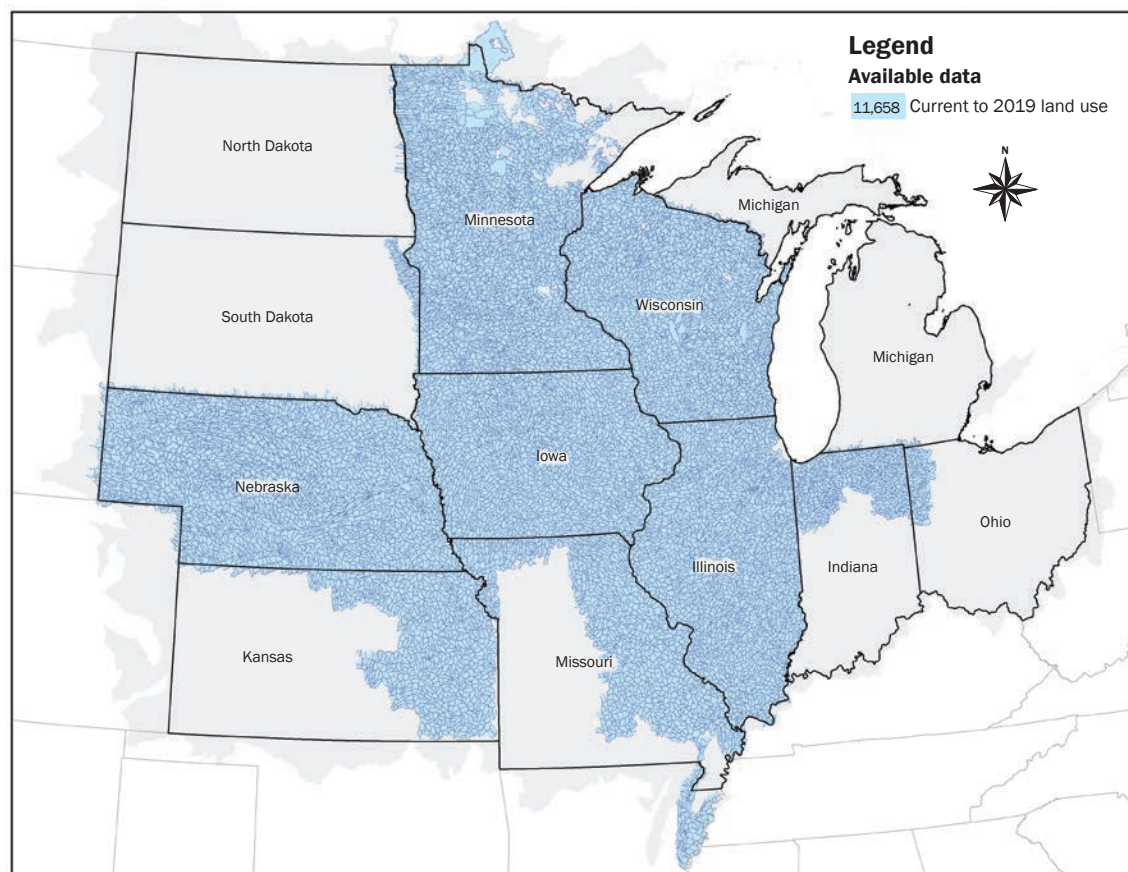 Legend
Available data
11,658 Current to 2019 land use
N
North Dakota
Minnesota
Michigan
South Dakota
Wisconsin
Michigan
Iowa
Nebraska
Ohio
Illinois
Indiana
Kansas
Missouri